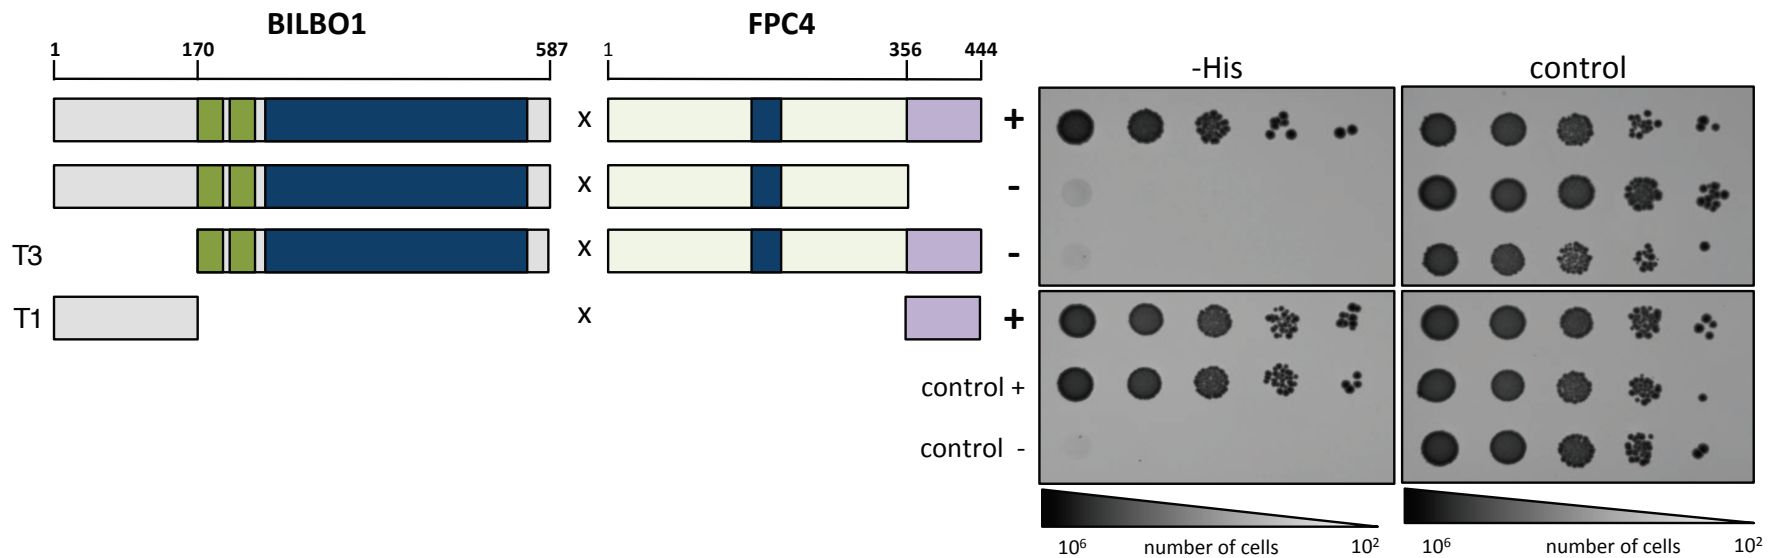 BILBO1 FPC4
1 170 587 1 356 444
-His control
x +
x -
T3 x -
T1 x +
control +
control -
10⁶ number of cells 10² 10⁶ number of cells 10²